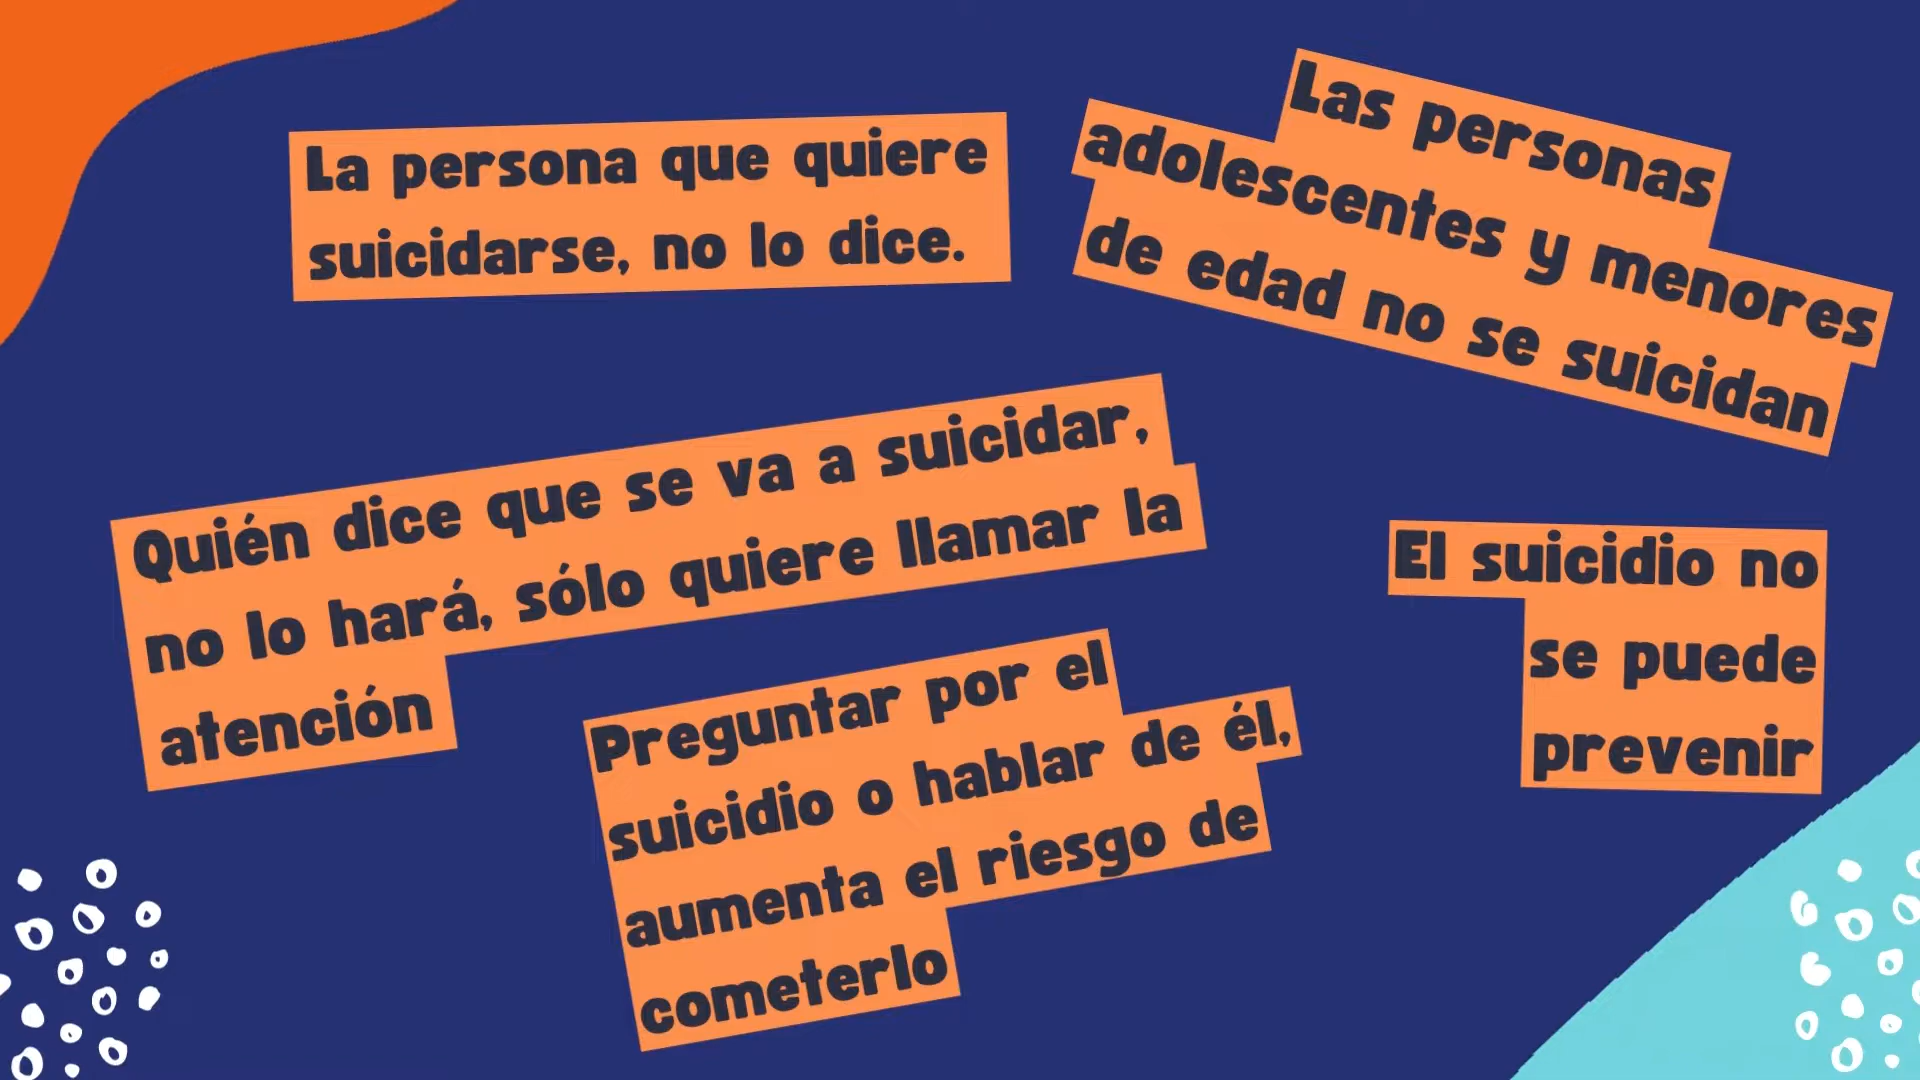 La persona que quiere
suicidarse, no lo dice.
Las personas
adolescentes y menores
de edad no se suicidan
Quién dice que se va a suicidar,
no lo hará, sólo quiere llamar la
atención
El suicidio no
se puede
prevenir
Preguntar por el
suicidio o hablar de él,
aumenta el riesgo de
cometerlo